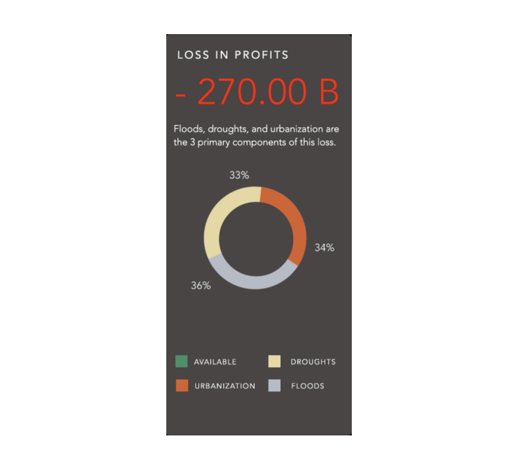 LOSS IN PROFITS
- 270.00 B
Floods, droughts, and urbanization are
the 3 primary components of this loss.
33%
34%
36%
AVAILABLE
DROUGHTS
URBANIZATION
FLOODS